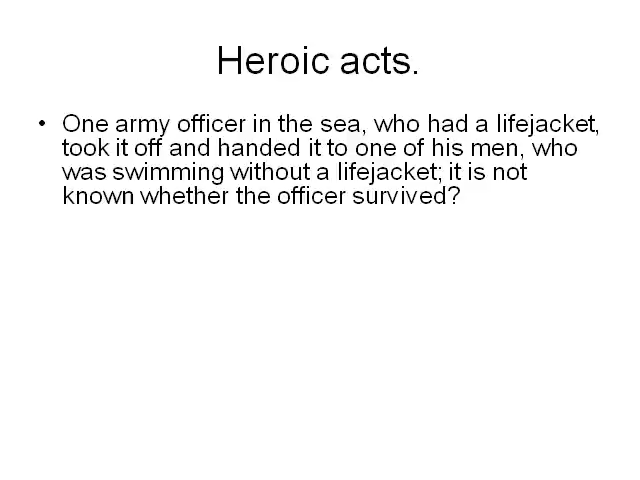 Heroic acts.
• One army officer in the sea, who had a lifejacket,
took it off and handed it to one of his men, who
was swimming without a lifejacket; it is not
known whether the officer survived?